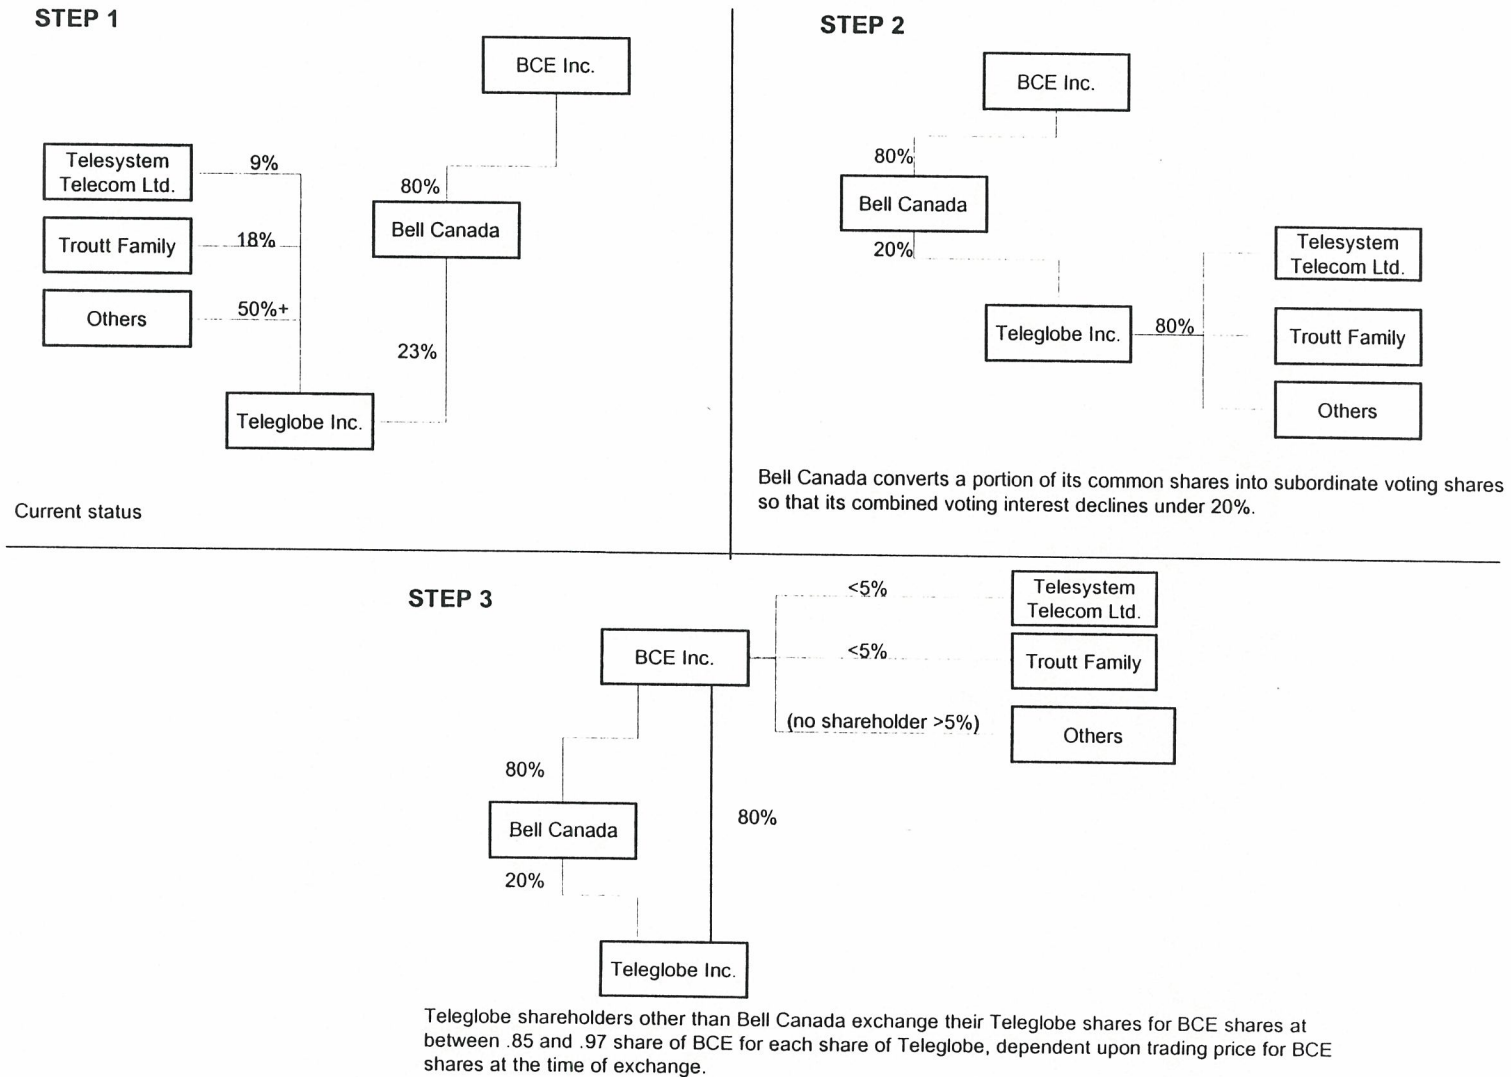 STEP 1
BCE Inc.
Telesystem
Telecom Ltd.
9%
80%
Bell Canada
Troutt Family
18%
Others
50%+
23%
Teleglobe Inc.
Current status
STEP 2
BCE Inc.
80%
Bell Canada
20%
Telesystem
Telecom Ltd.
Teleglobe Inc.
80%
Troutt Family
Others
Bell Canada converts a portion of its common shares into subordinate voting shares
so that its combined voting interest declines under 20%.
STEP 3
<5%
Telesystem
Telecom Ltd.
BCE Inc.
<5%
Troutt Family
(no shareholder >5%)
Others
80%
Bell Canada
80%
20%
Teleglobe Inc.
Teleglobe shareholders other than Bell Canada exchange their Teleglobe shares for BCE shares at
between .85 and .97 share of BCE for each share of Teleglobe, dependent upon trading price for BCE
shares at the time of exchange.